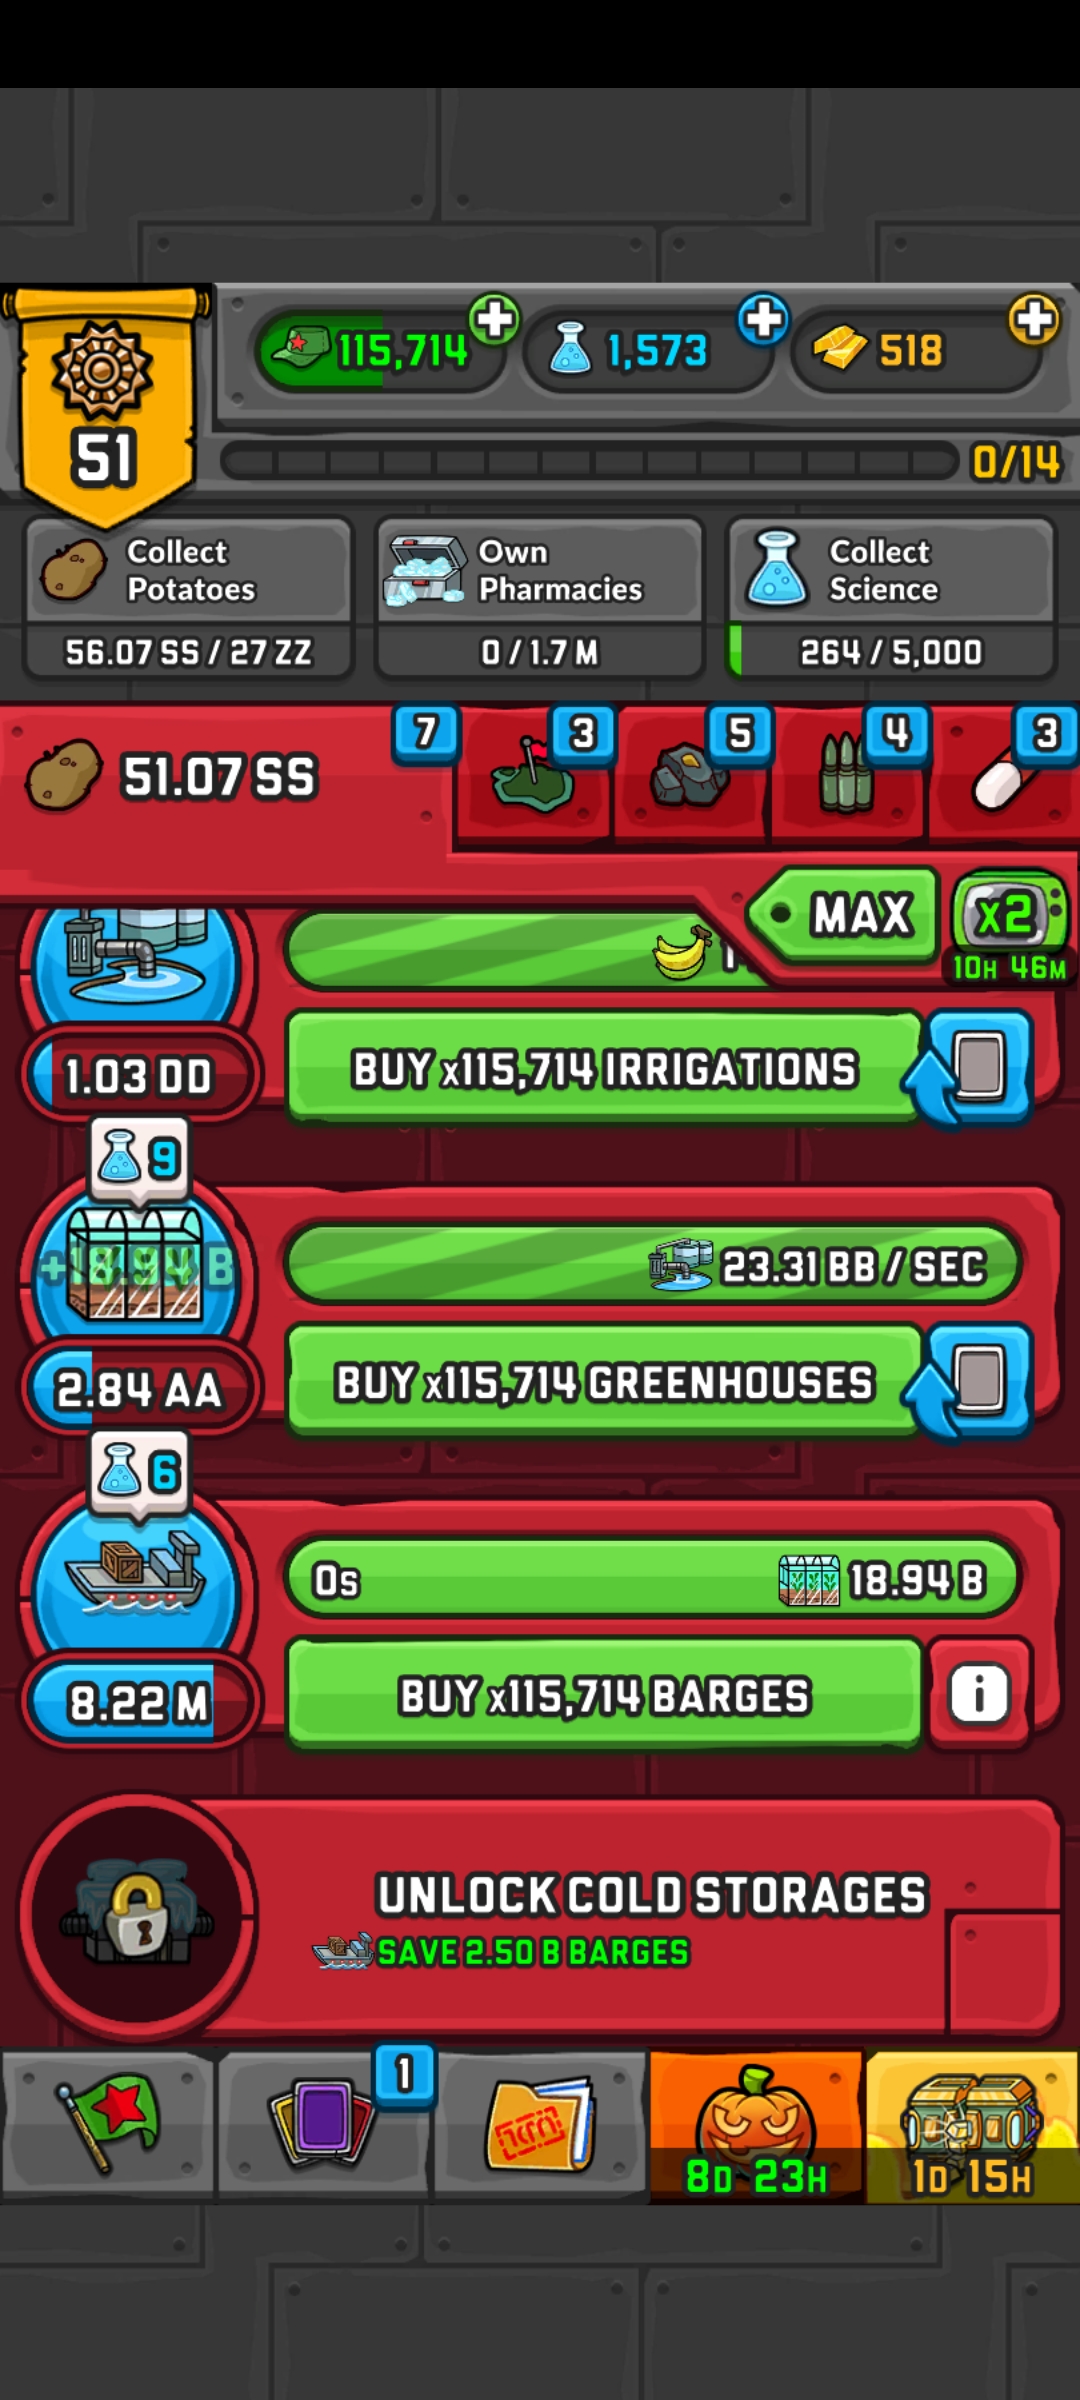 115,714
1,573
518
51
0/14
Collect
Potatoes
56.07 SS / 27 ZZ
Own
Pharmacies
0 / 1.7 M
Collect
Science
264 / 5,000
51.07 SS
7
3
5
4
3
MAX
x2
10H 46M
1.03 DD
BUY x115,714 IRRIGATIONS
9
+18.94 B
23.31 BB / SEC
2.84 AA
BUY x115,714 GREENHOUSES
6
0s
18.94 B
8.22 M
BUY x115,714 BARGES
i
UNLOCK COLD STORAGES
SAVE 2.50 B BARGES
1
8D 23H
1D 15H